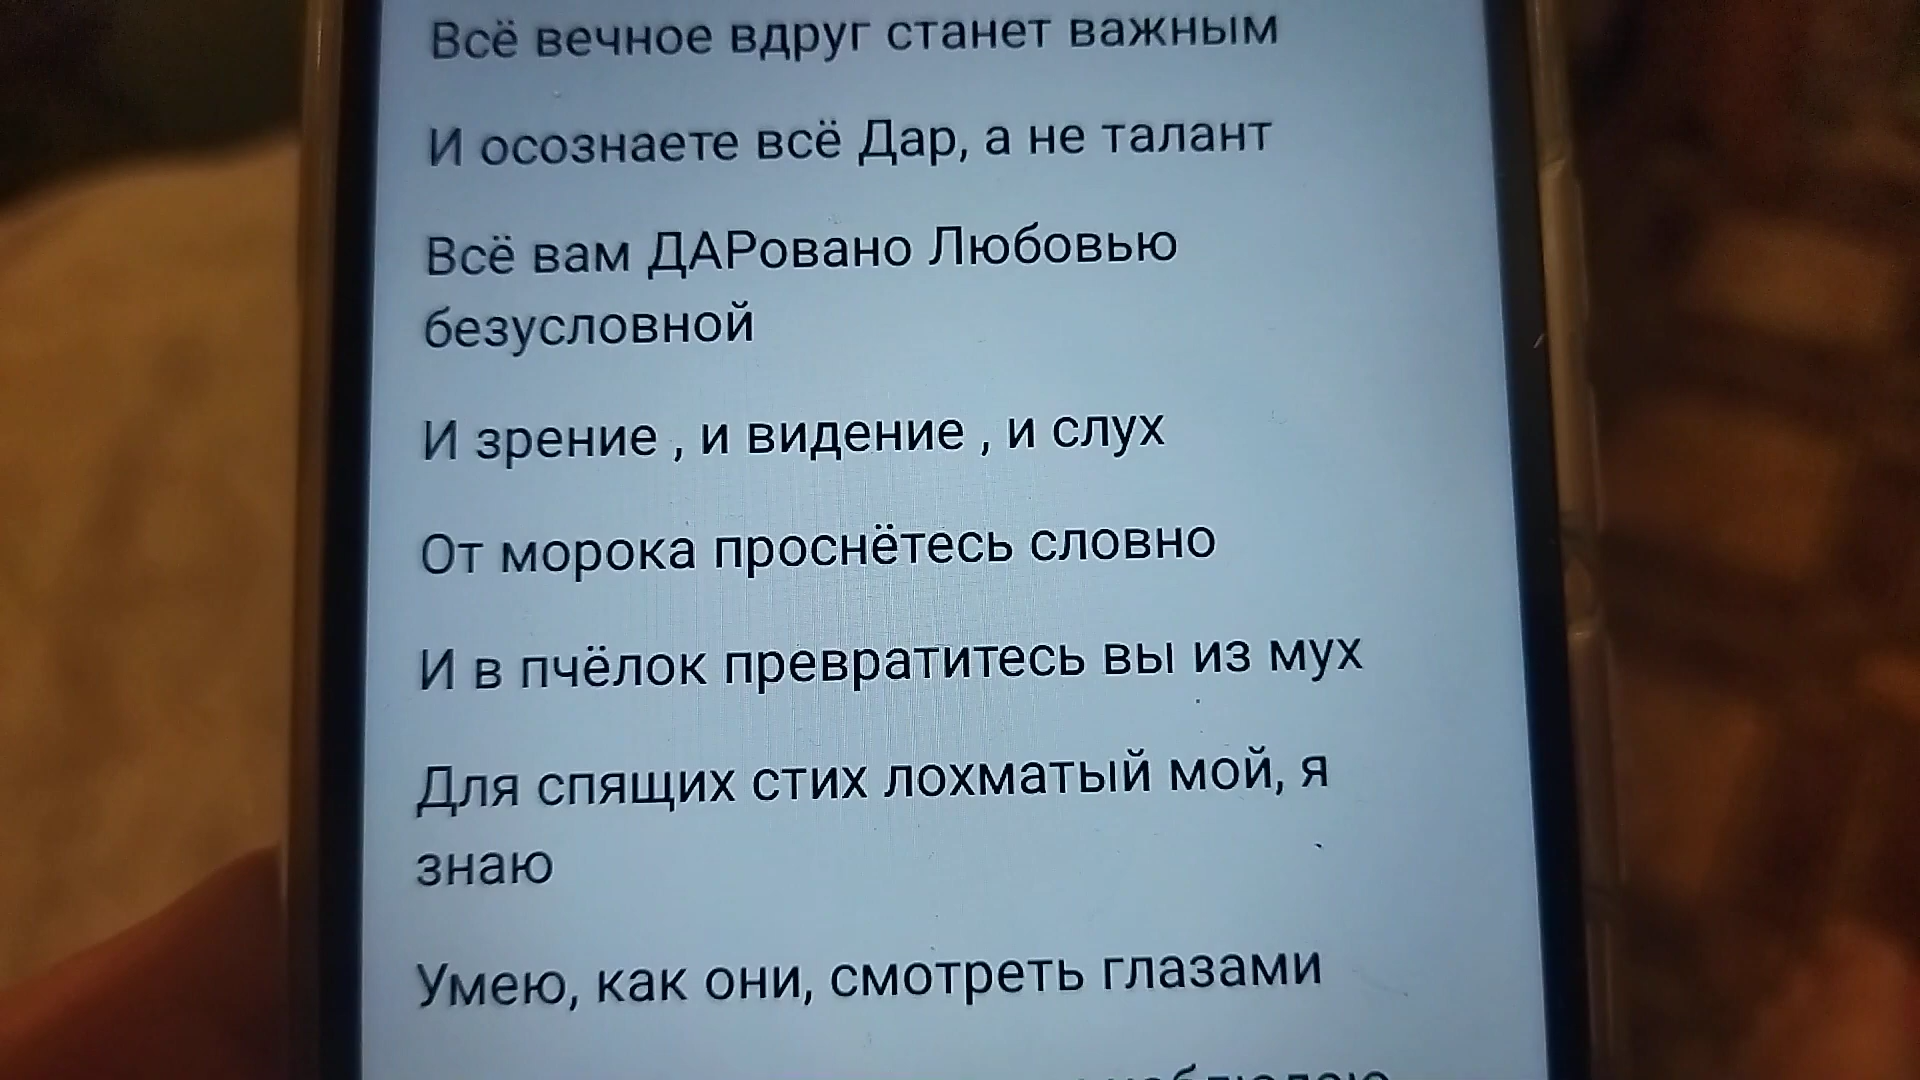 Всё вечное вдруг станет важным
И осознаете всё Дар, а не талант
Всё вам ДАРовано Любовью
безусловной
И зрение , и видение , и слух
От морока проснётесь словно
И в пчёлок превратитесь вы из мух
Для спящих стих лохматый мой, я
знаю
Умею, как они, смотреть глазами